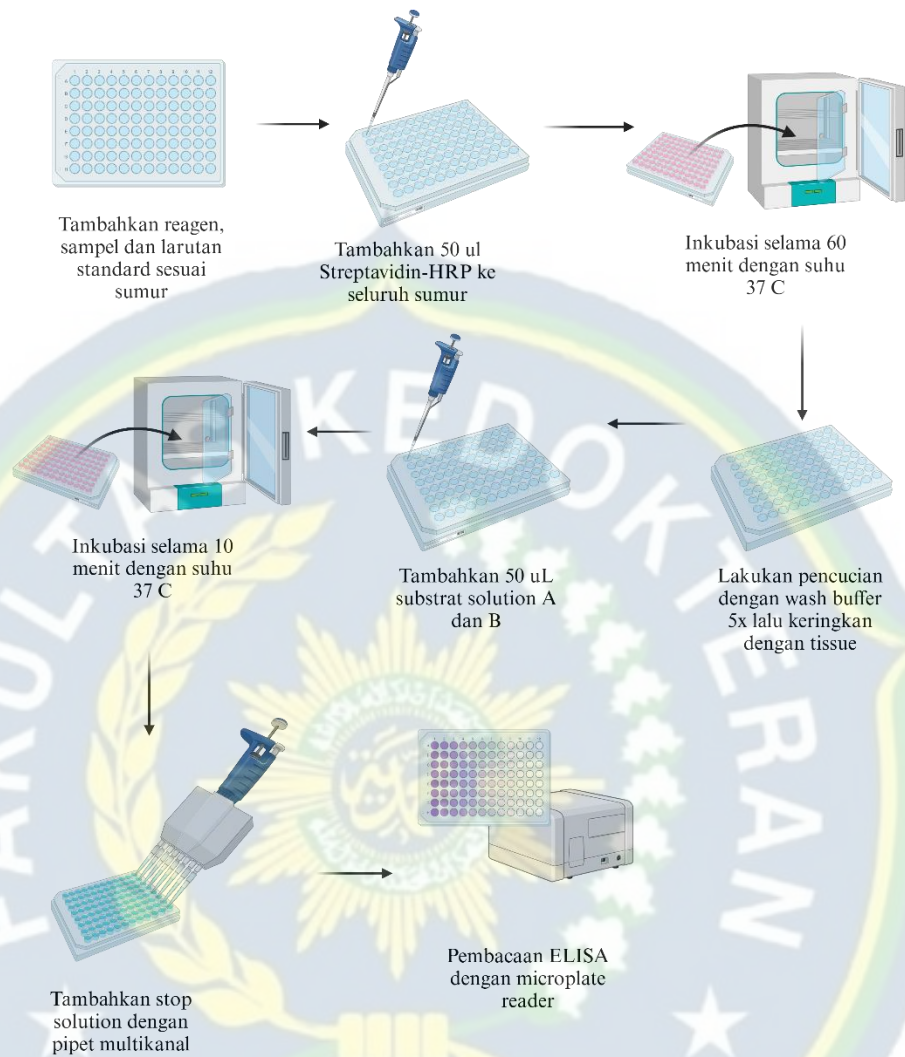 Tambahkan reagen,
sampel dan larutan
standard sesuai
sumur
Tambahkan 50 ul
Streptavidin-HRP ke
seluruh sumur
Inkubasi selama 60
menit dengan suhu
37 C
Lakukan pencucian
dengan wash buffer
5x lalu keringkan
dengan tissue
Tambahkan 50 uL
substrat solution A
dan B
Inkubasi selama 10
menit dengan suhu
37 C
Tambahkan stop
solution dengan
pipet multikanal
Pembacaan ELISA
dengan microplate
reader
FAKULTAS KEDOKTERAN